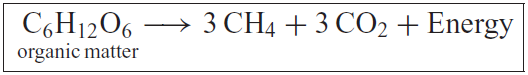 C₆H₁₂O₆ ⟶ 3 CH₄ + 3 CO₂ + Energy
organic matter